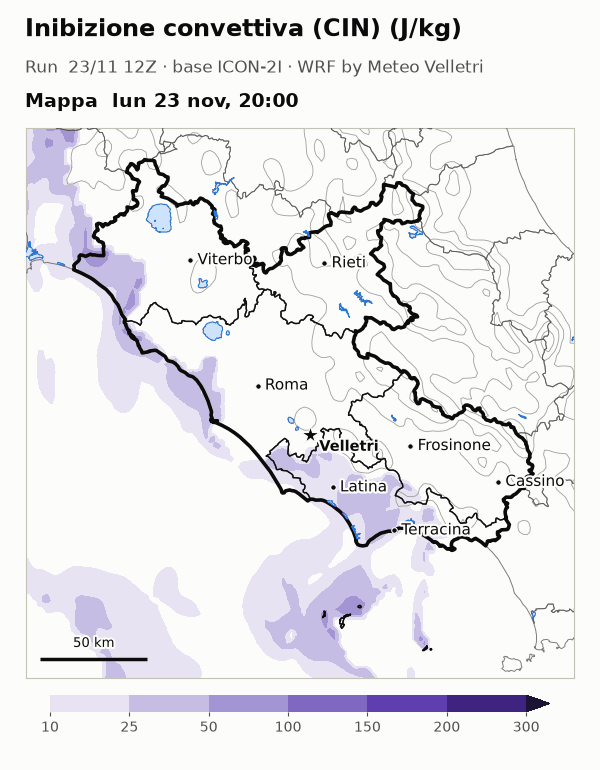 Inibizione convettiva (CIN) (J/kg)
Run  23/11 12Z · base ICON-2I · WRF by Meteo Velletri
Mappa  lun 23 nov, 20:00
Viterbo
Rieti
Roma
Velletri
Frosinone
Cassino
Latina
Terracina
50 km
10 25 50 100 150 200 300